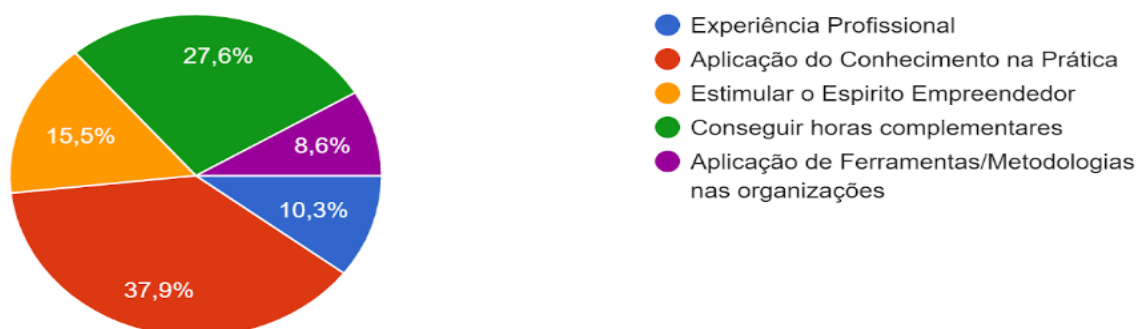 27,6%
15,5%
8,6%
10,3%
37,9%
Experiência Profissional
Aplicação do Conhecimento na Prática
Estimular o Espirito Empreendedor
Conseguir horas complementares
Aplicação de Ferramentas/Metodologias
nas organizações